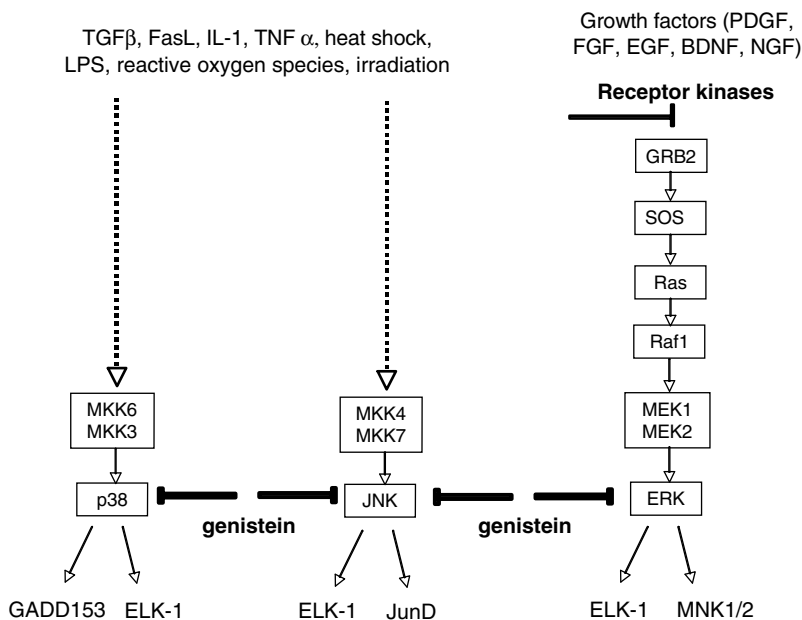 TGFβ, FasL, IL-1, TNF α, heat shock,
LPS, reactive oxygen species, irradiation
Growth factors (PDGF,
FGF, EGF, BDNF, NGF)
Receptor kinases
GRB2
SOS
Ras
Raf1
MKK6
MKK3
MKK4
MKK7
MEK1
MEK2
p38
JNK
ERK
genistein
genistein
GADD153
ELK-1
ELK-1
JunD
ELK-1
MNK1/2